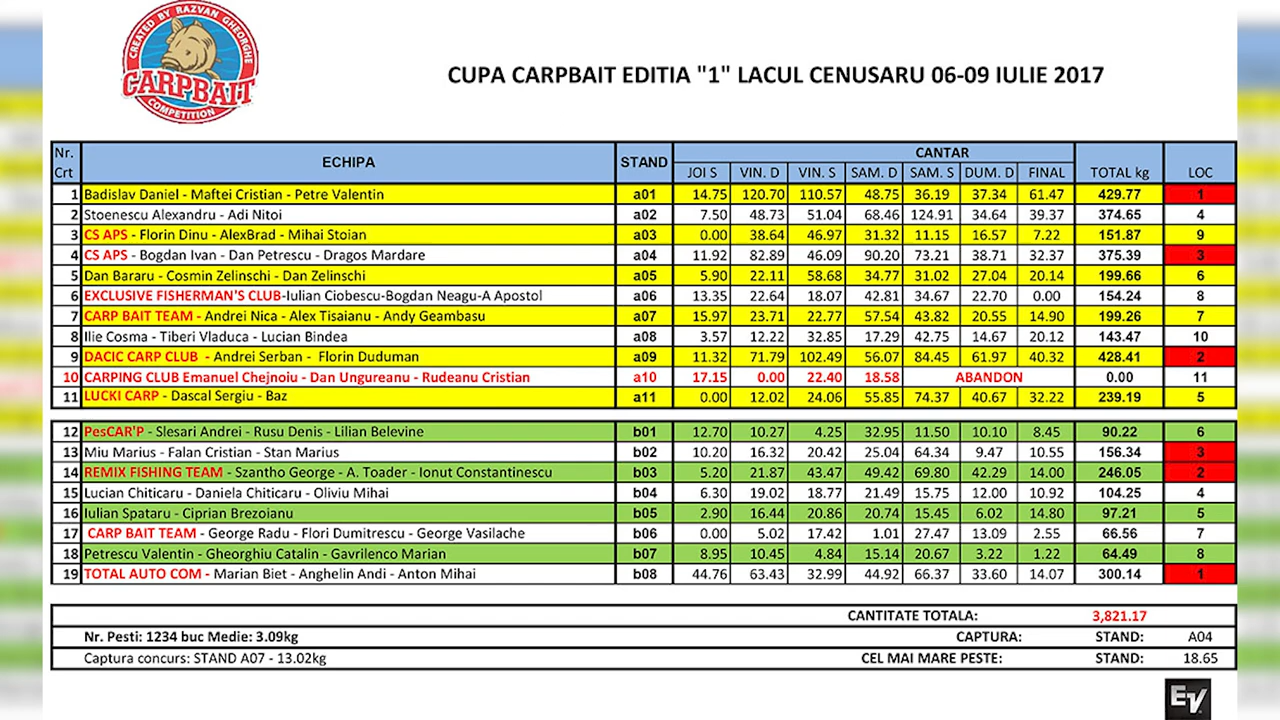 CREATED BY RAZVAN GHEORGHE
CARPBAIT
COMPETITION
CUPA CARPBAIT EDITIA "1" LACUL CENUSARU 06-09 IULIE 2017
Nr. Crt ECHIPA STAND CANTAR TOTAL kg LOC
JOI S VIN. D VIN. S SAM. D SAM. S DUM. D FINAL
1 Badislav Daniel - Maftei Cristian - Petre Valentin a01 14.75 120.70 110.57 48.75 36.19 37.34 61.47 429.77 1
2 Stoenescu Alexandru - Adi Nitoi a02 7.50 48.73 51.04 68.46 124.91 34.64 39.37 374.65 4
3 CS APS - Florin Dinu - AlexBrad - Mihai Stoian a03 0.00 38.64 46.97 31.32 11.15 16.57 7.22 151.87 9
4 CS APS - Bogdan Ivan - Dan Petrescu - Dragos Mardare a04 11.92 82.89 46.09 90.20 73.21 38.71 32.37 375.39 3
5 Dan Bararu - Cosmin Zelinschi - Dan Zelinschi a05 5.90 22.11 58.68 34.77 31.02 27.04 20.14 199.66 6
6 EXCLUSIVE FISHERMAN'S CLUB-Iulian Ciobescu-Bogdan Neagu-A Apostol a06 13.35 22.64 18.07 42.81 34.67 22.70 0.00 154.24 8
7 CARP BAIT TEAM - Andrei Nica - Alex Tisaianu - Andy Geambasu a07 15.97 23.71 22.77 57.54 43.82 20.55 14.90 199.26 7
8 Ilie Cosma - Tiberi Vladuca - Lucian Bindea a08 3.57 12.22 32.85 17.29 42.75 14.67 20.12 143.47 10
9 DACIC CARP CLUB - Andrei Serban - Florin Duduman a09 11.32 71.79 102.49 56.07 84.45 61.97 40.32 428.41 2
10 CARPING CLUB Emanuel Chejnoiu - Dan Ungureanu - Rudeanu Cristian a10 17.15 0.00 22.40 18.58 ABANDON 0.00 11
11 LUCKI CARP - Dascal Sergiu - Baz a11 0.00 12.02 24.06 55.85 74.37 40.67 32.22 239.19 5
12 PesCAR'P - Slesari Andrei - Rusu Denis - Lilian Belevine b01 12.70 10.27 4.25 32.95 11.50 10.10 8.45 90.22 6
13 Miu Marius - Falan Cristian - Stan Marius b02 10.20 16.32 20.42 25.04 64.34 9.47 10.55 156.34 3
14 REMIX FISHING TEAM - Szantho George - A. Toader - Ionut Constantinescu b03 5.20 21.87 43.47 49.42 69.80 42.29 14.00 246.05 2
15 Lucian Chiticaru - Daniela Chiticaru - Oliviu Mihai b04 6.30 19.02 18.77 21.49 15.75 12.00 10.92 104.25 4
16 Iulian Spataru - Ciprian Brezoianu b05 2.90 16.44 20.86 20.74 15.45 6.02 14.80 97.21 5
17 CARP BAIT TEAM - George Radu - Flori Dumitrescu - George Vasilache b06 0.00 5.02 17.42 1.01 27.47 13.09 2.55 66.56 7
18 Petrescu Valentin - Gheorghiu Catalin - Gavrilenco Marian b07 8.95 10.45 4.84 15.14 20.67 3.22 1.22 64.49 8
19 TOTAL AUTO COM - Marian Biet - Anghelin Andi - Anton Mihai b08 44.76 63.43 32.99 44.92 66.37 33.60 14.07 300.14 1
CANTITATE TOTALA: 3,821.17
Nr. Pesti: 1234 buc Medie: 3.09kg CAPTURA: STAND: A04
Captura concurs: STAND A07 - 13.02kg CEL MAI MARE PESTE: STAND: 18.65
EV